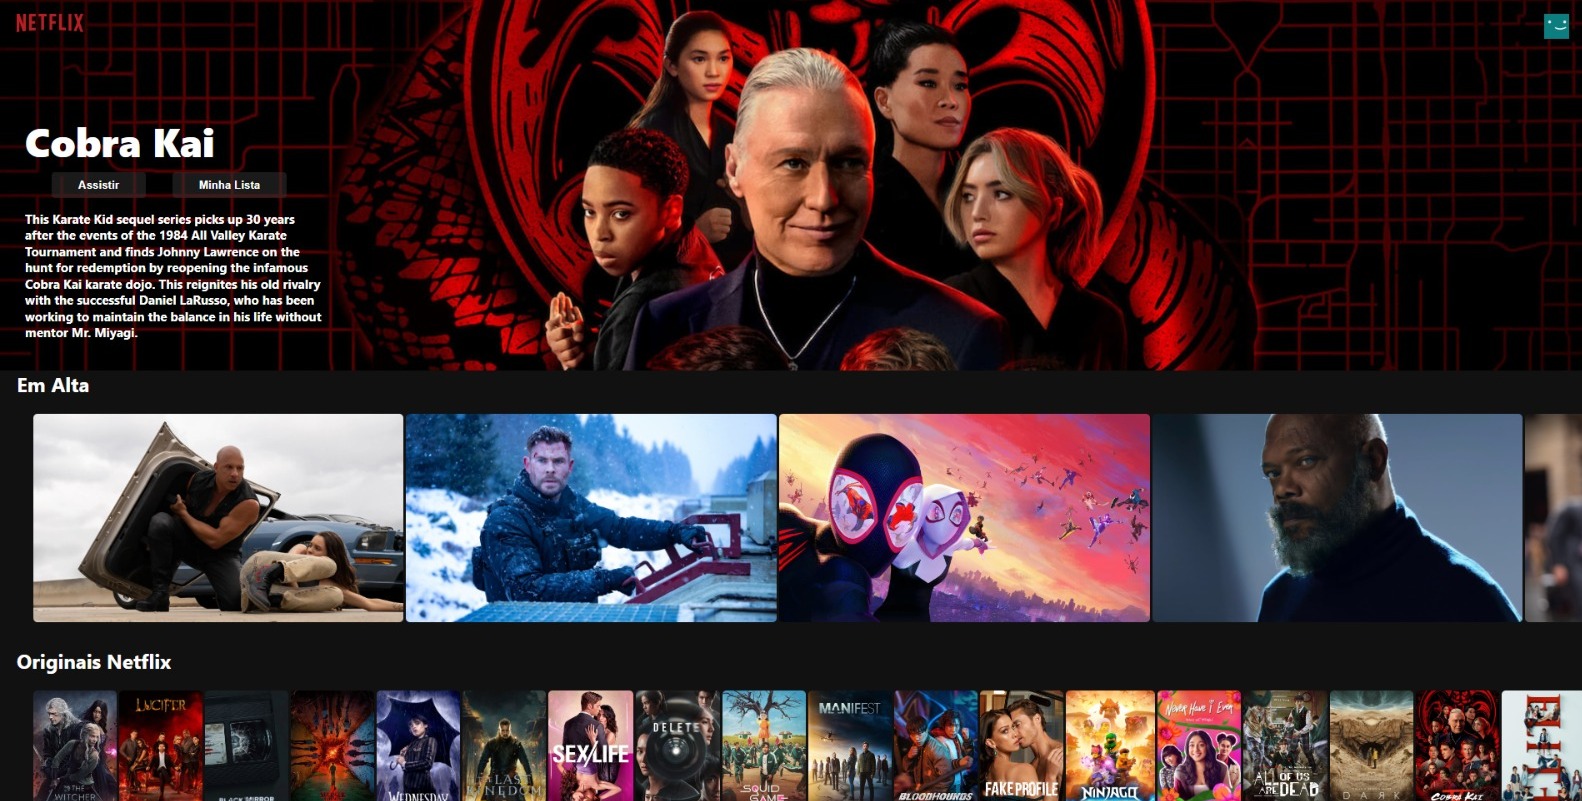 NETFLIX
Cobra Kai
Assistir
Minha Lista
This Karate Kid sequel series picks up 30 years
after the events of the 1984 All Valley Karate
Tournament and finds Johnny Lawrence on the
hunt for redemption by reopening the infamous
Cobra Kai karate dojo. This reignites his old rivalry
with the successful Daniel LaRusso, who has been
working to maintain the balance in his life without
mentor Mr. Miyagi.
Em Alta
Originais Netflix
THE
WITCHER
LUCIFER
BLACK MIRROR
WEDNESDAY
THE LAST
KINGDOM
SEX/LIFE
DELETE
SQUID
GAME
MANIFEST
BLOODHOUNDS
FAKE PROFILE
NINJAGO
Never Have I Ever
ALL OF US
ARE DEAD
DARK
COBRA KAI
ELITE